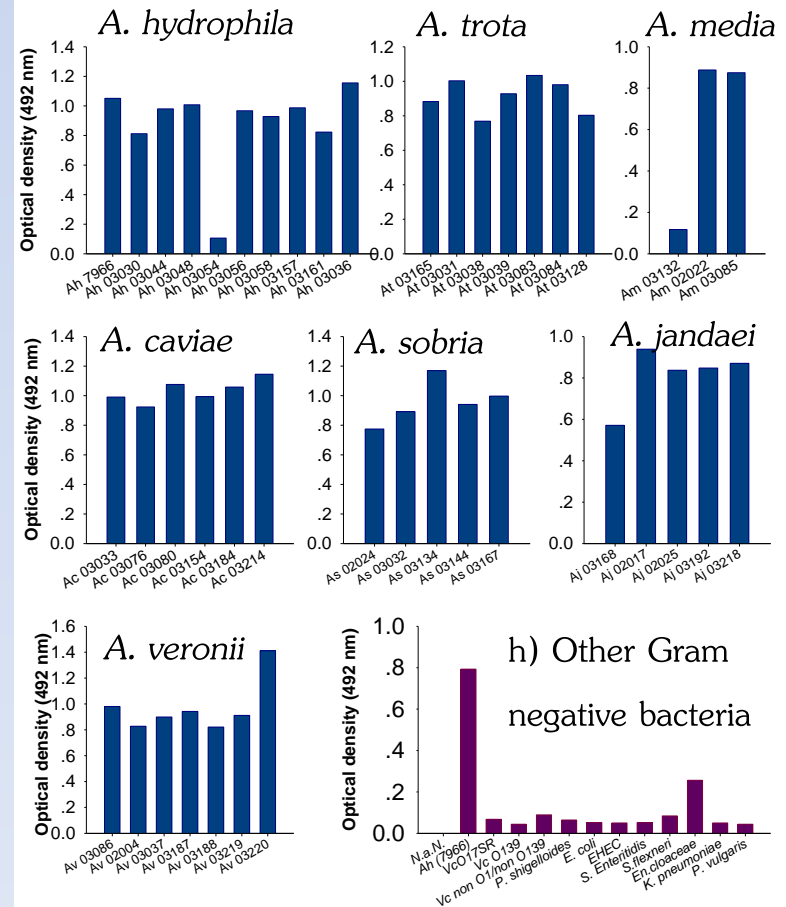 A. hydrophila
A. trota
A. media
Optical density (492 nm)
1.4
1.2
1.0
.8
.6
.4
.2
0.0
Ah 7966
Ah 03030
Ah 03044
Ah 03048
Ah 03054
Ah 03056
Ah 03058
Ah 03157
Ah 03161
Ah 03036
1.2
1.0
.8
.6
.4
.2
0.0
At 03165
At 03031
At 03038
At 03039
At 03083
At 03084
At 03128
1.0
.8
.6
.4
.2
0.0
Am 03132
Am 02022
Am 03085
A. caviae
A. sobria
A. jandaei
Optical density (492 nm)
1.4
1.2
1.0
.8
.6
.4
.2
0.0
Ac 03033
Ac 03076
Ac 03080
Ac 03154
Ac 03184
Ac 03214
1.4
1.2
1.0
.8
.6
.4
.2
0.0
As 02024
As 03032
As 03134
As 03144
As 03167
1.0
.8
.6
.4
.2
0.0
Aj 03168
Aj 02017
Aj 02025
Aj 03192
Aj 03218
A. veronii
Optical density (492 nm)
1.6
1.4
1.2
1.0
.8
.6
.4
.2
0.0
Av 03086
Av 02004
Av 03037
Av 03187
Av 03188
Av 03219
Av 03220
h) Other Gram
negative bacteria
Optical density (492 nm)
1.0
.8
.6
.4
.2
0.0
N.a.N.
Ah (7966)
VcO17SR
Vc O139
Vc non O1/non O139
P. shigelloides
E. coli
EHEC
S. Enteritidis
S.flexneri
En.cloaceae
K. pneumoniae
P. vulgaris